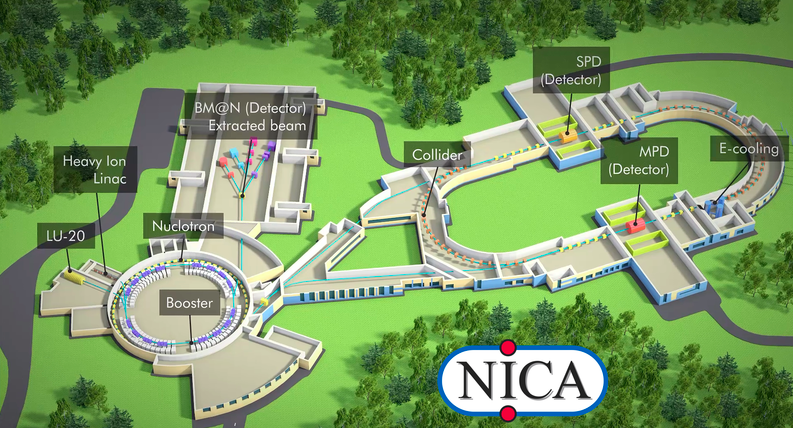 SPD
(Detector)
BM@N (Detector)
Extracted beam
MPD
(Detector)
E-cooling
Collider
Heavy Ion
Linac
Nuclotron
LU-20
Booster
NICA